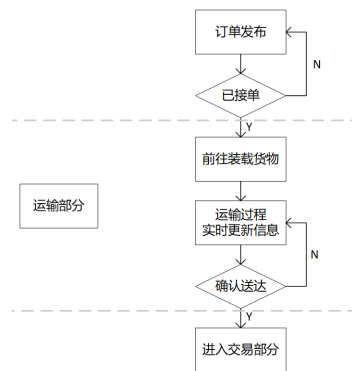 订单发布
N
已接单
Y
前往装载货物
运输部分
运输过程
实时更新信息
N
确认送达
Y
进入交易部分